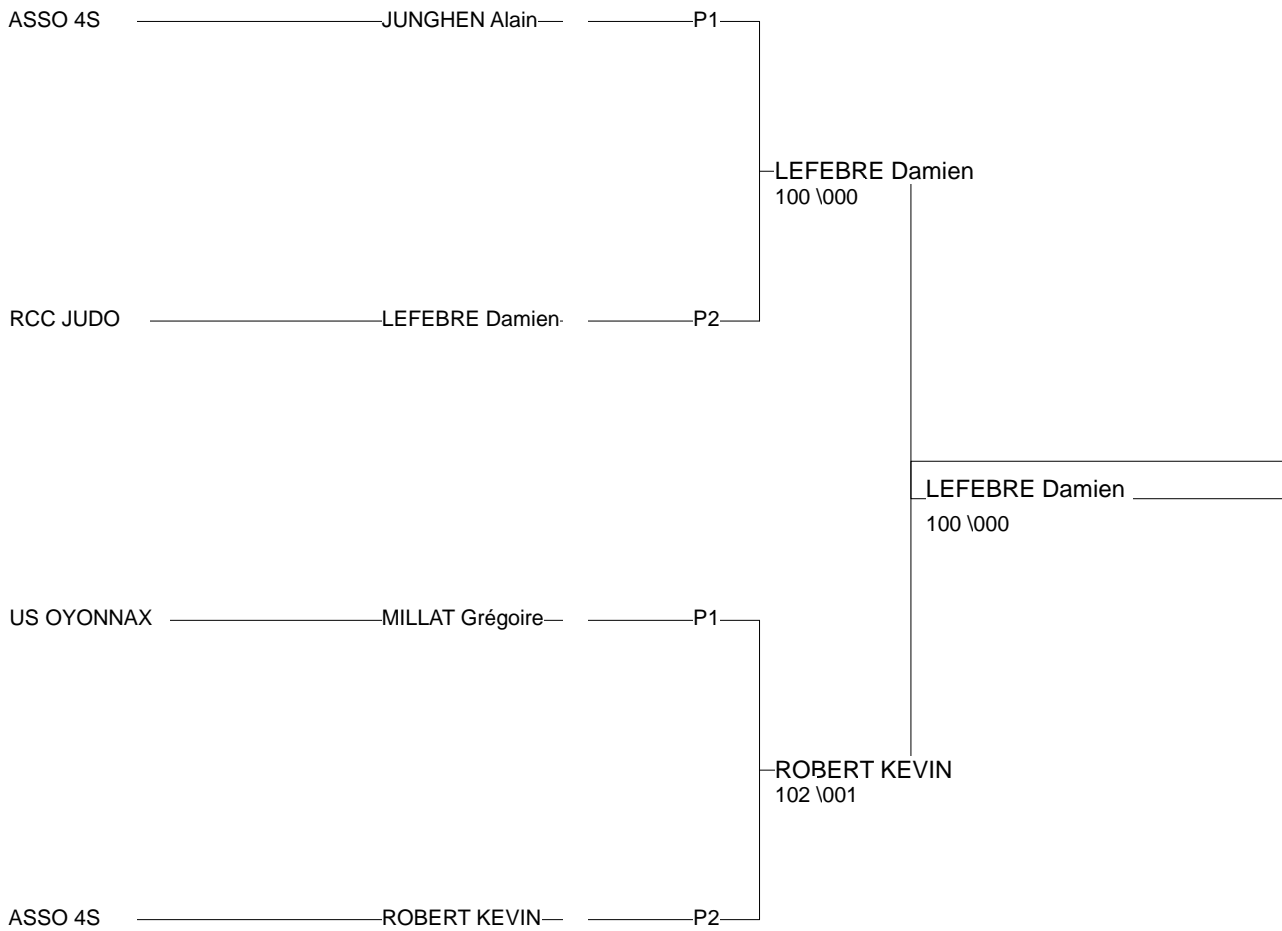 ASSO 4S JUNGHEN Alain P1
LEFEBRE Damien
100 \000
RCC JUDO LEFEBRE Damien P2
LEFEBRE Damien
100 \000
US OYONNAX MILLAT Grégoire P1
ROBERT KEVIN
102 \001
ASSO 4S ROBERT KEVIN P2